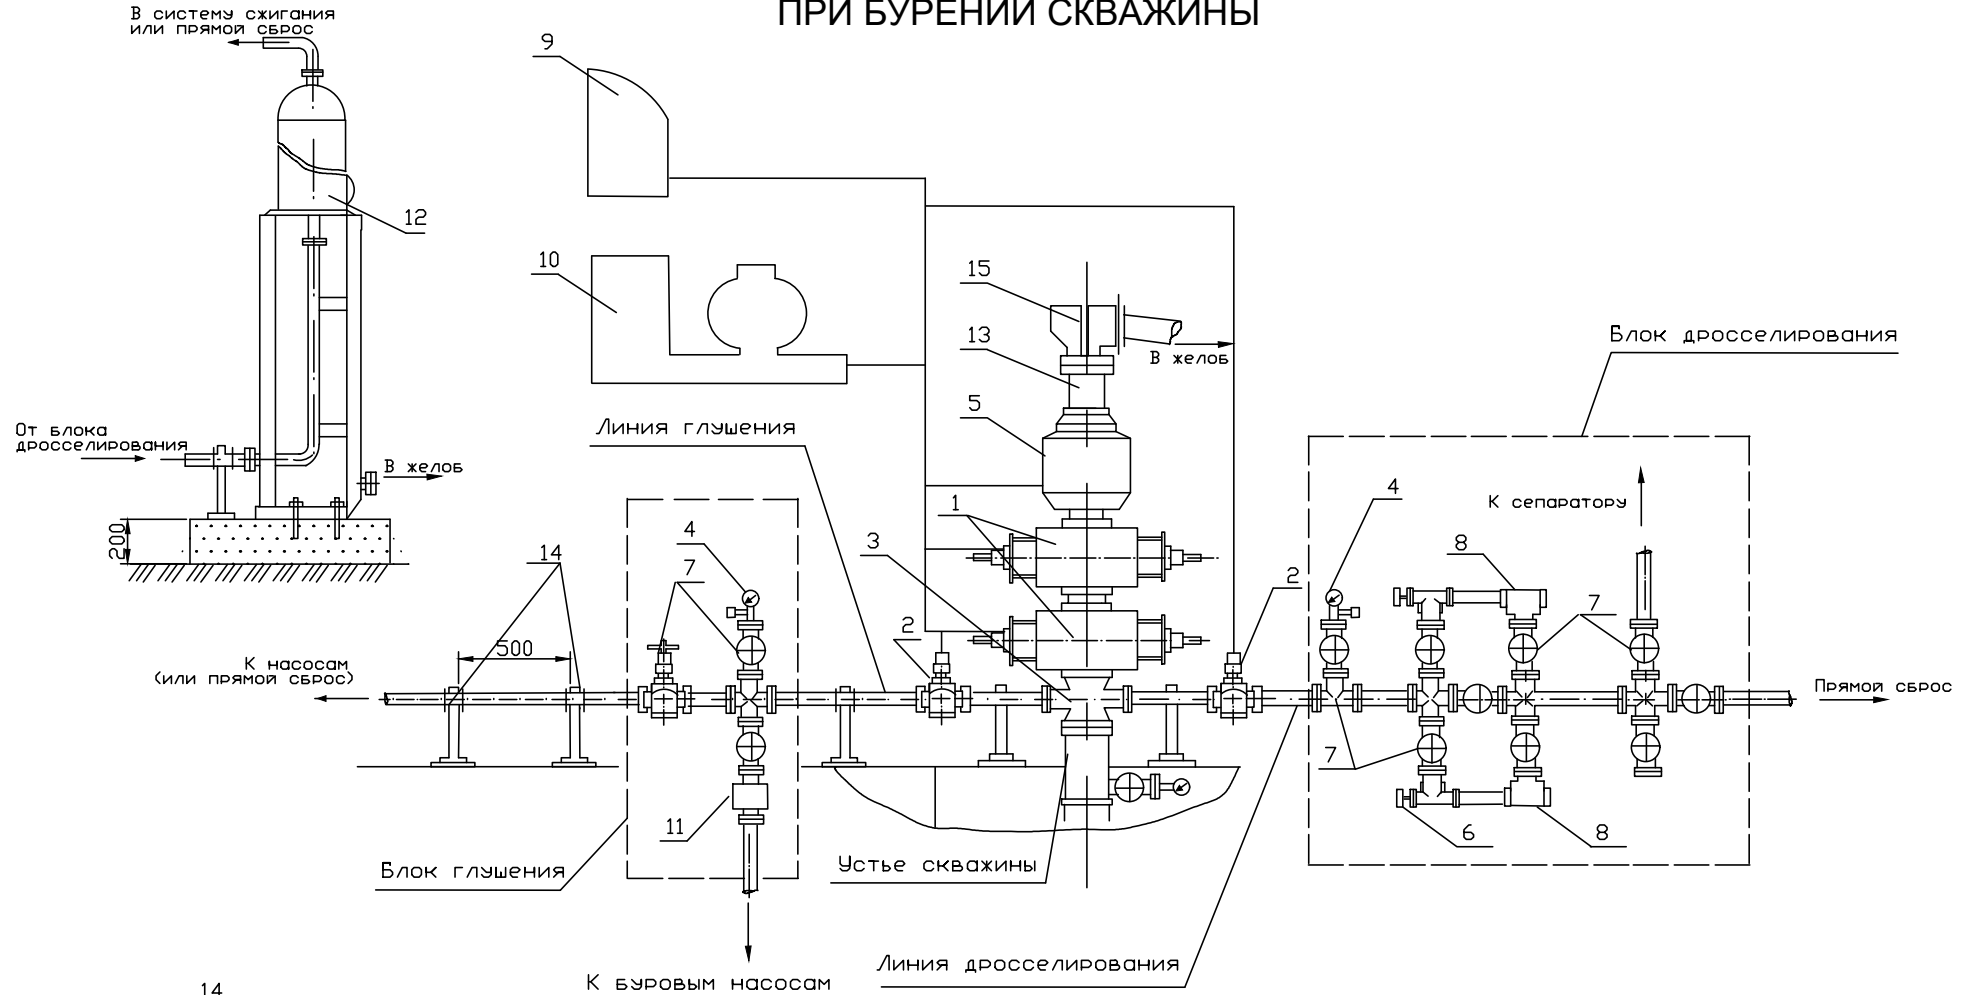 ПРИ БУРЕНИИ СКВАЖИНЫ
В систему сжигания
или прямой сброс
9
12
10
15
13
В желоб
Блок дросселирования
5
Линия глушения
От блока
дросселирования
В желоб
4
К сепаратору
1
200
4
3
8
14
7
2
7
2
500
К насосам
(или прямой сброс)
Прямой сброс
7
11
6
8
Блок глушения
Устье скважины
Линия дросселирования
К буровым насосам
14